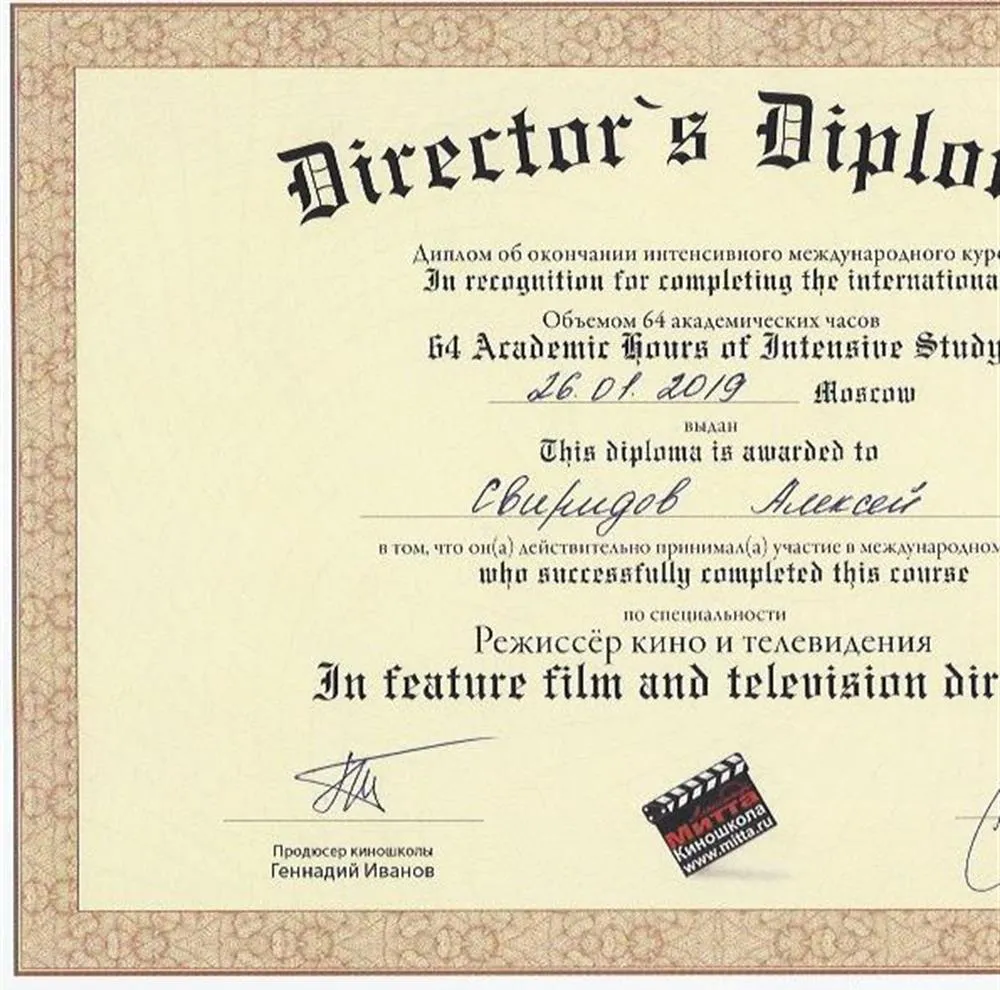 Director`s Diplo
Диплом об окончании интенсивного международного кур
In recognition for completing the internationa
Объемом 64 академических часов
64 Academic Hours of Intensive Study
26.01.2019 Moscow
выдан
This diploma is awarded to
Свиридов Алексей
в том, что он(а) действительно принимал(а) участие в международном
who successfully completed this course
по специальности
Режиссёр кино и телевидения
In feature film and television dir
Митта
Киношкола
www.mitta.ru
Продюсер киношколы
Геннадий Иванов